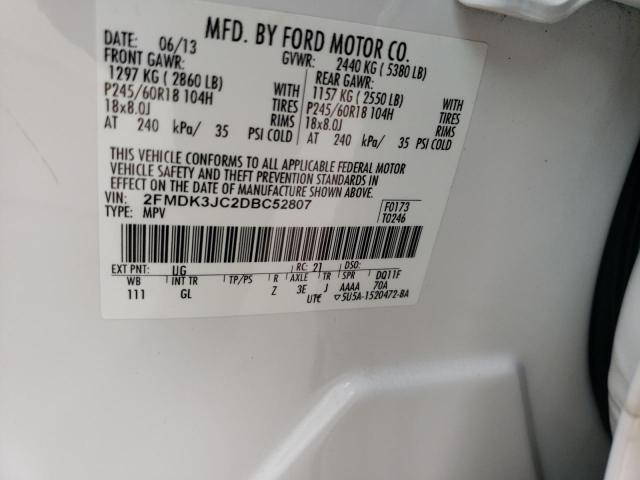 MFD. BY FORD MOTOR CO.
DATE: 06/13 GVWR: 2440 KG ( 5380 LB)
FRONT GAWR: REAR GAWR:
1297 KG ( 2860 LB) 1157 KG ( 2550 LB)
P245/60R18 104H TIRES P245/60R18 104H TIRES
18x8.0J RIMS 18x8.0J RIMS
AT 240 kPa/ 35 PSI COLD AT 240 kPa/ 35 PSI COLD
THIS VEHICLE CONFORMS TO ALL APPLICABLE FEDERAL MOTOR
VEHICLE SAFETY AND THEFT PREVENTION STANDARDS IN
EFFECT ON THE DATE OF MANUFACTURE SHOWN ABOVE.
VIN: 2FMDK3JC2DBC52807 F0173
TYPE: MPV T0246
EXT PNT: UG RC: 21 DSO:
WB INT TR TP/PS R AXLE TR SPR DQ11F
111 GL Z 3E J AAAA 70A
UTC ▽5U5A-1520472-BA